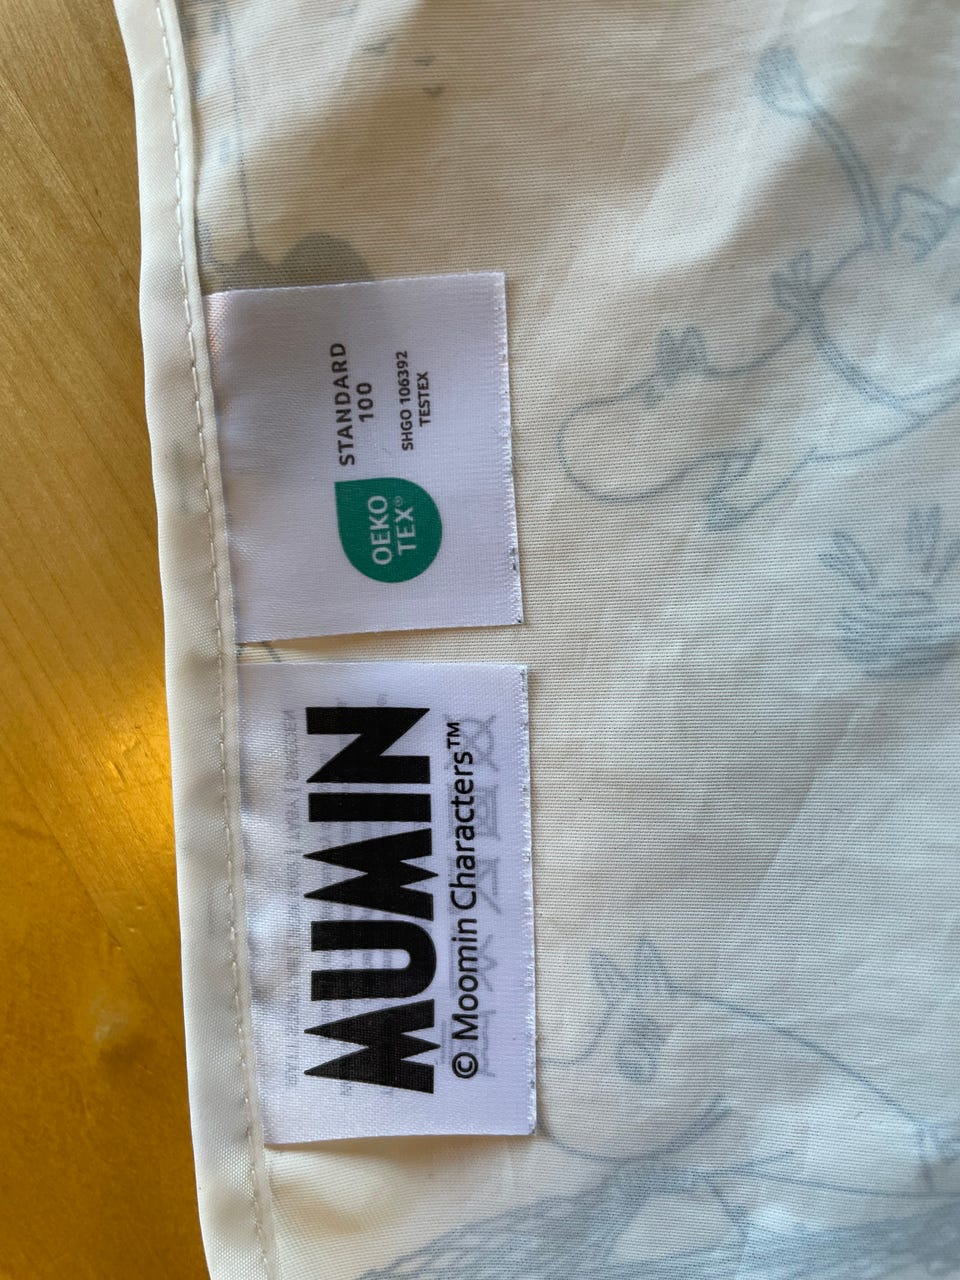 MUMIN
© Moomin Characters™
OEKO
TEX®
STANDARD
100
SHGO 106392
TESTEX